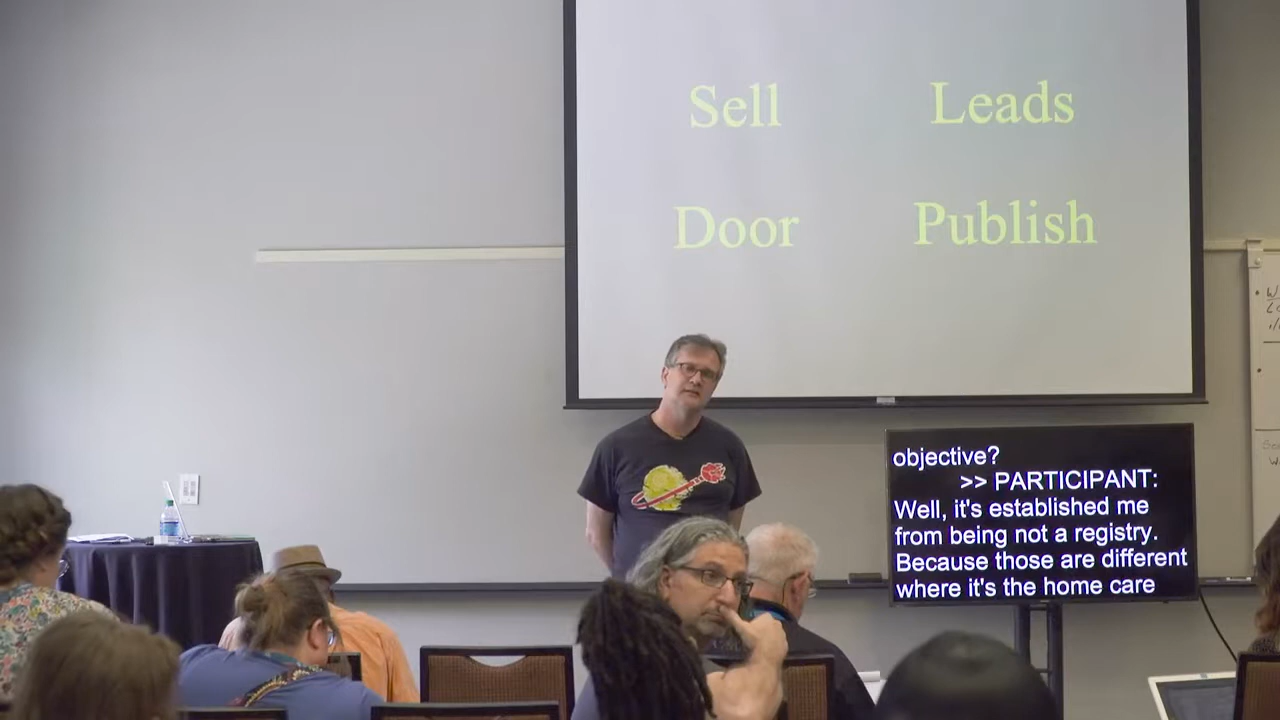 Sell Leads
Door Publish
objective?
>> PARTICIPANT:
Well, it's established me
from being not a registry.
Because those are different
where it's the home care